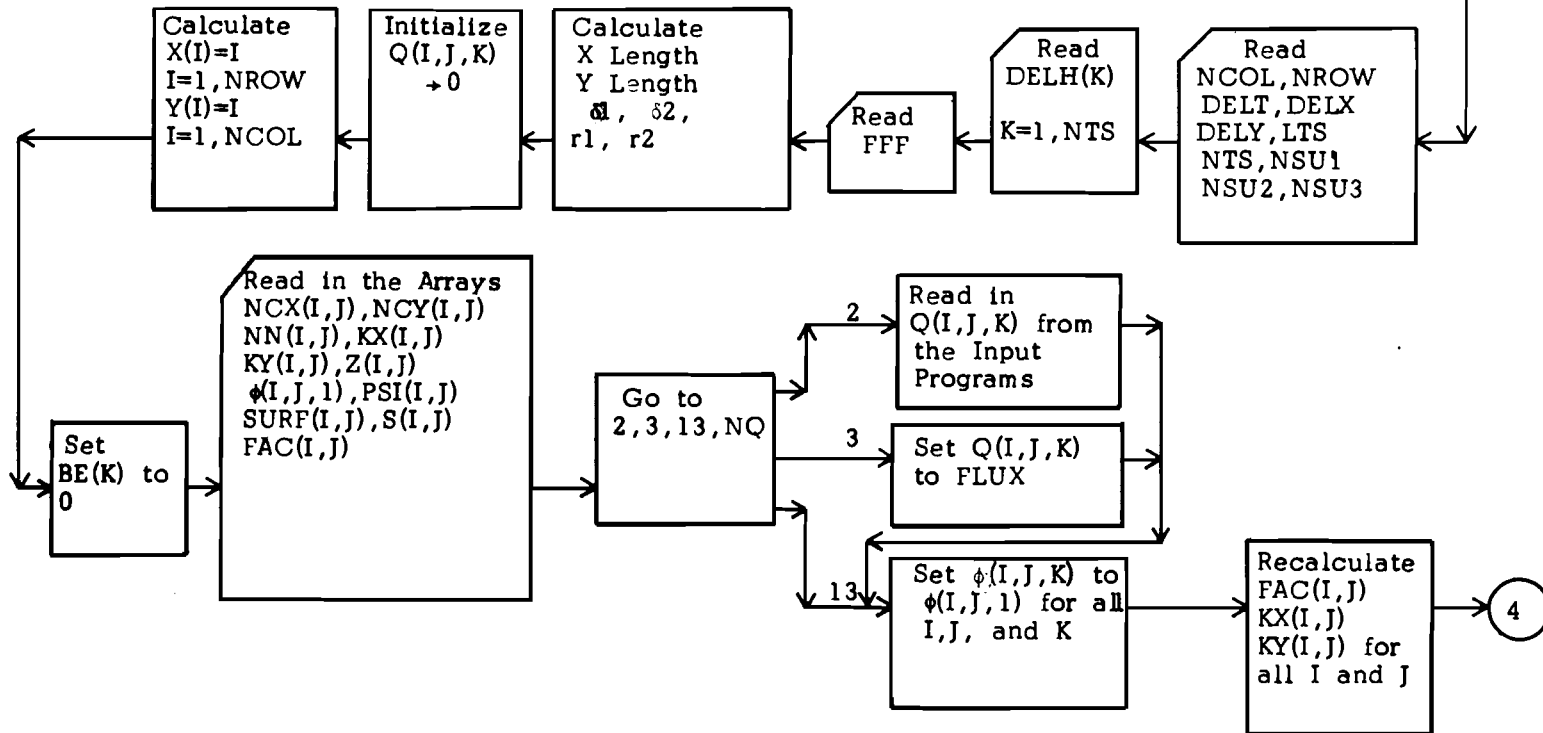 Read
NCOL,NROW
DELT,DELX
DELY,LTS
NTS,NSU1
NSU2,NSU3
Read
DELH(K)
K=1,NTS
Read
FFF
Calculate
X Length
Y Length
δ1, δ2,
r1, r2
Initialize
Q(I,J,K)
→0
Calculate
X(I)=I
I=1,NROW
Y(I)=I
I=1,NCOL
Set
BE(K) to
0
Read in the Arrays
NCX(I,J),NCY(I,J)
NN(I,J),KX(I,J)
KY(I,J),Z(I,J)
ϕ(I,J,1),PSI(I,J)
SURF(I,J),S(I,J)
FAC(I,J)
Go to
2,3,13,NQ
2
Read in
Q(I,J,K) from
the Input
Programs
3
Set Q(I,J,K)
to FLUX
13
Set ϕ(I,J,K) to
ϕ(I,J,1) for all
I,J, and K
Recalculate
FAC(I,J)
KX(I,J)
KY(I,J) for
all I and J
4